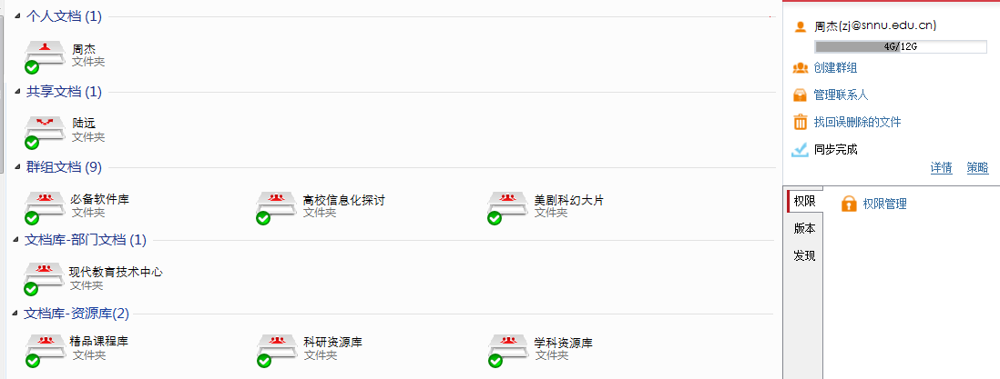 个人文档 (1)
周杰
文件夹
共享文档 (1)
陆远
文件夹
群组文档 (9)
必备软件库
文件夹
高校信息化探讨
文件夹
美剧科幻大片
文件夹
文档库-部门文档 (1)
现代教育技术中心
文件夹
文档库-资源库(2)
精品课程库
文件夹
科研资源库
文件夹
学科资源库
文件夹
周杰(zj@snnu.edu.cn)
4G/12G
创建群组
管理联系人
找回误删除的文件
同步完成
详情 策略
权限
权限管理
版本
发现